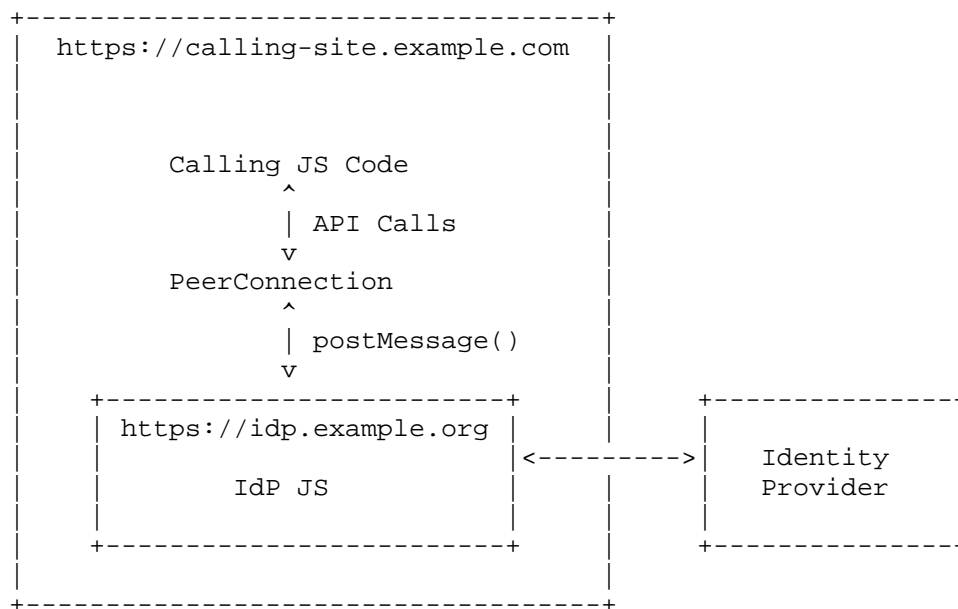 https://calling-site.example.com
Calling JS Code
^
| API Calls
v
PeerConnection
^
| postMessage()
v
https://idp.example.org
<--------->
Identity
IdP JS
Provider